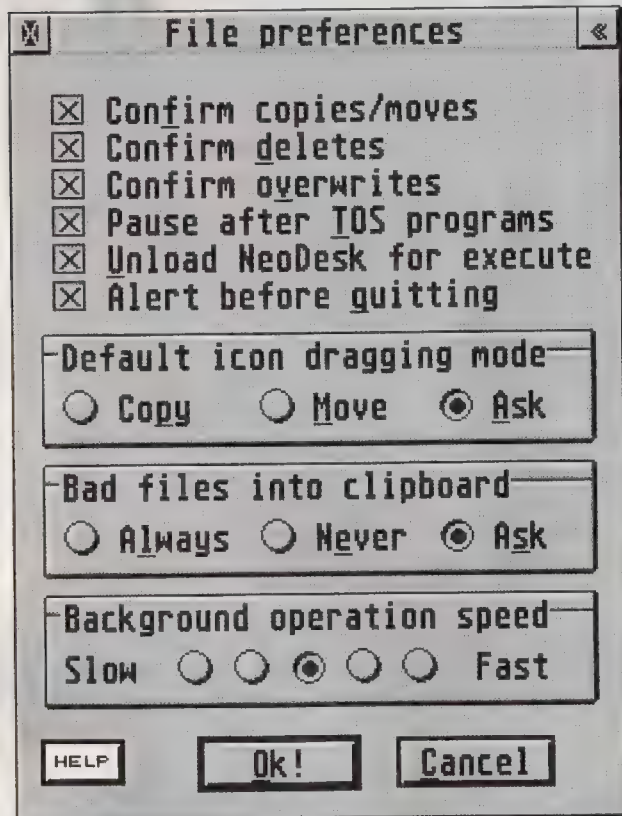 File preferences
Confirm copies/moves
Confirm deletes
Confirm overwrites
Pause after TOS programs
Unload NeoDesk for execute
Alert before quitting
Default icon dragging mode
Copy Move Ask
Bad files into clipboard
Always Never Ask
Background operation speed
Slow Fast
HELP Ok! Cancel